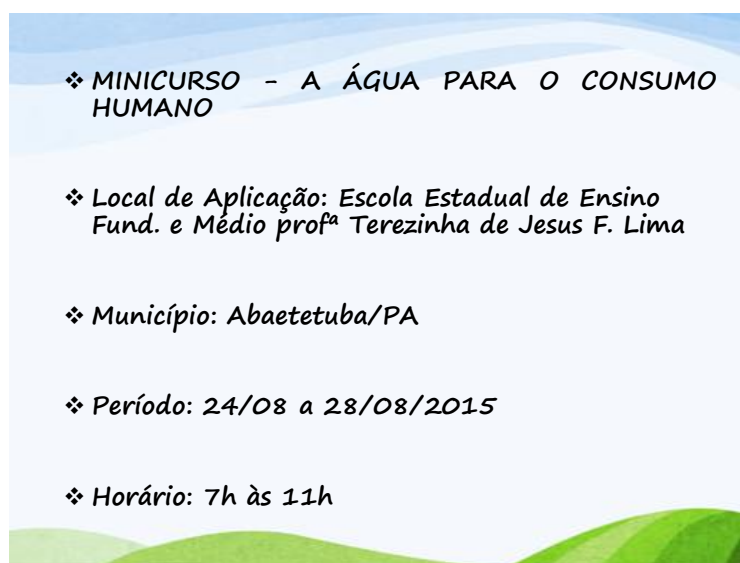 ❖ MINICURSO - A ÁGUA PARA O CONSUMO
HUMANO
❖ Local de Aplicação: Escola Estadual de Ensino
Fund. e Médio profª Terezinha de Jesus F. Lima
❖ Município: Abaetetuba/PA
❖ Período: 24/08 a 28/08/2015
❖ Horário: 7h às 11h